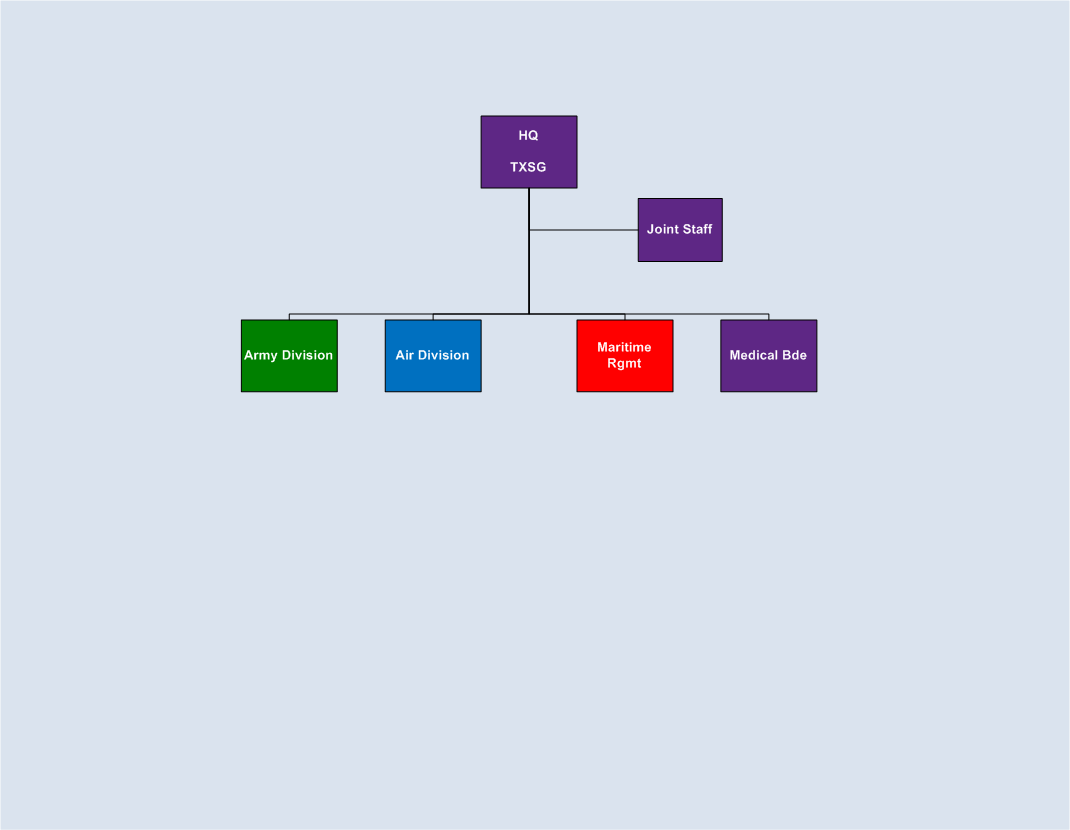 HQ
TXSG
Joint Staff
Army Division
Air Division
Maritime
Rgmt
Medical Bde